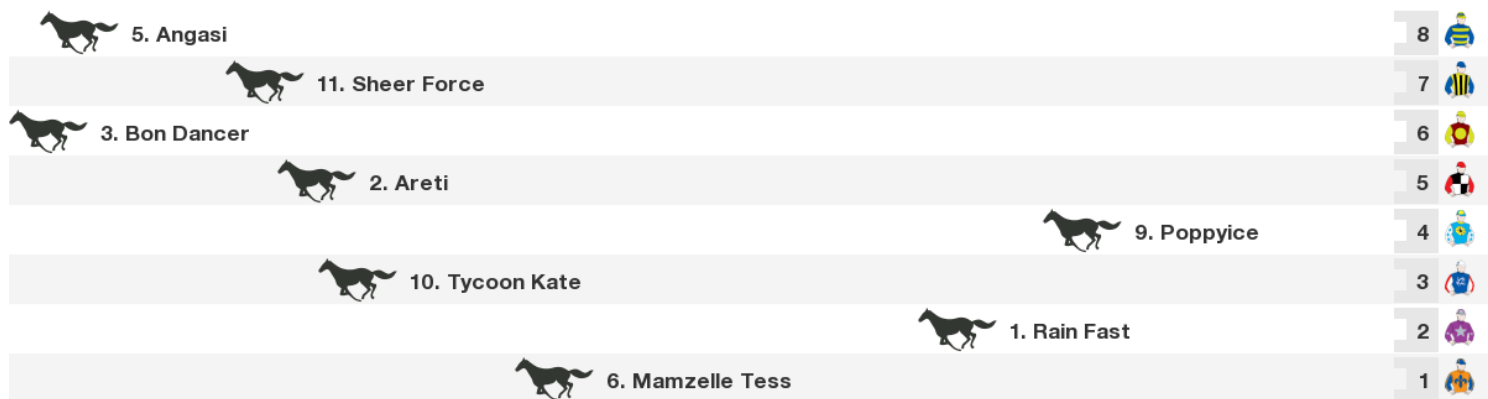 5. Angasi 8
11. Sheer Force 7
3. Bon Dancer 6
2. Areti 5
9. Poppyice 4
10. Tycoon Kate 3
1. Rain Fast 2
6. Mamzelle Tess 1